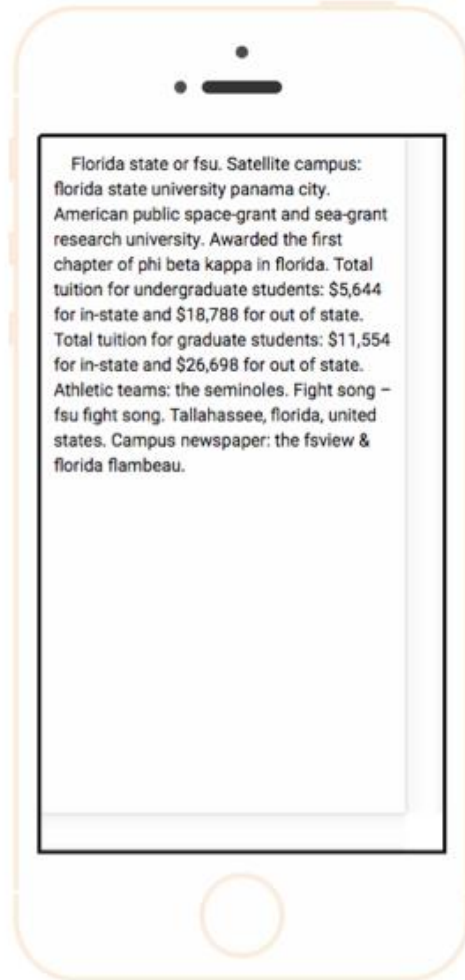 Florida state or fsu. Satellite campus:
florida state university panama city.
American public space-grant and sea-grant
research university. Awarded the first
chapter of phi beta kappa in florida. Total
tuition for undergraduate students: $5,644
for in-state and $18,788 for out of state.
Total tuition for graduate students: $11,554
for in-state and $26,698 for out of state.
Athletic teams: the seminoles. Fight song –
fsu fight song. Tallahassee, florida, united
states. Campus newspaper: the fsview &
florida flambeau.